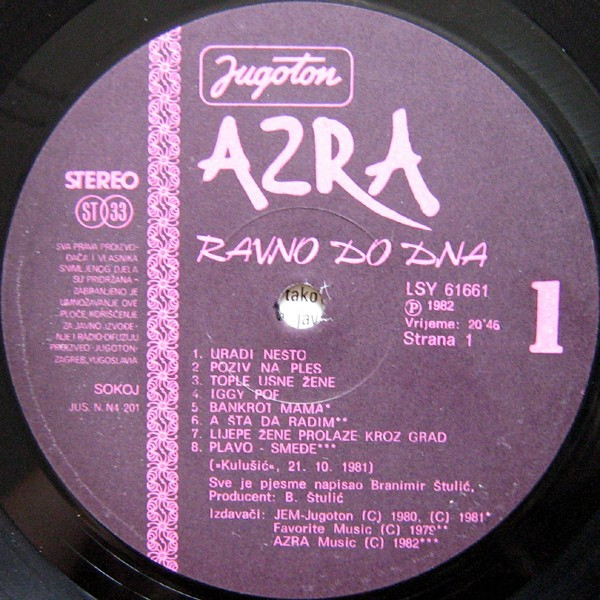 Jugoton
AZRA
RAVNO DO DNA
STEREO
ST 33
SVA PRAVA PROIZVO-
ĐAČA I VLASNIKA
SNIMLJENOG DJELA
SU PRIDRŽANA -
ZABRANJENO JE
UMNOŽAVANJE OVE
PLOČE, KORIŠĆENJE
ZA JAVNO IZVOĐE-
NJE I RADIO-DIFUZIJU
PROIZVEO »JUGOTON«
ZAGREB, YUGOSLAVIA
SOKOJ
JUS. N. N4 201
LSY 61661
Ⓟ 1982
Vrijeme: 20'46
Strana 1
1
tako
jav
1. URADI NEŠTO
2 POZIV NA PLES
3. TOPLE USNE ŽENE
4. IGGY POP
5. BANKROT MAMA*
6. A ŠTA DA RADIM**
7. LIJEPE ŽENE PROLAZE KROZ GRAD
8. PLAVO - SMEĐE***
(»Kulušić«, 21. 10. 1981)
Sve je pjesme napisao Branimir Štulić,
Producent: B. Štulić
Izdavači: JEM-Jugoton (C) 1980, (C) 1981*
Favorite Music (C) 1979**
AZRA Music (C) 1982***